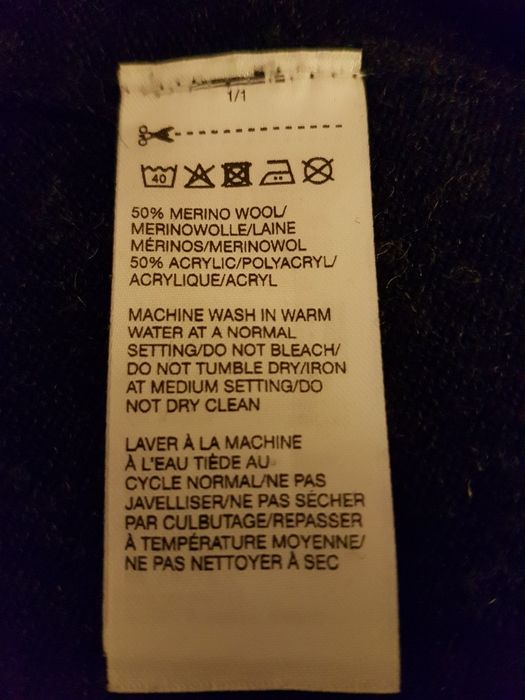 1/1
40
50% MERINO WOOL/
MERINOWOLLE/LAINE
MÉRINOS/MERINOWOL
50% ACRYLIC/POLYACRYL/
ACRYLIQUE/ACRYL
MACHINE WASH IN WARM
WATER AT A NORMAL
SETTING/DO NOT BLEACH/
DO NOT TUMBLE DRY/IRON
AT MEDIUM SETTING/DO
NOT DRY CLEAN
LAVER À LA MACHINE
À L'EAU TIÈDE AU
CYCLE NORMAL/NE PAS
JAVELLISER/NE PAS SÉCHER
PAR CULBUTAGE/REPASSER
À TEMPÉRATURE MOYENNE/
NE PAS NETTOYER À SEC